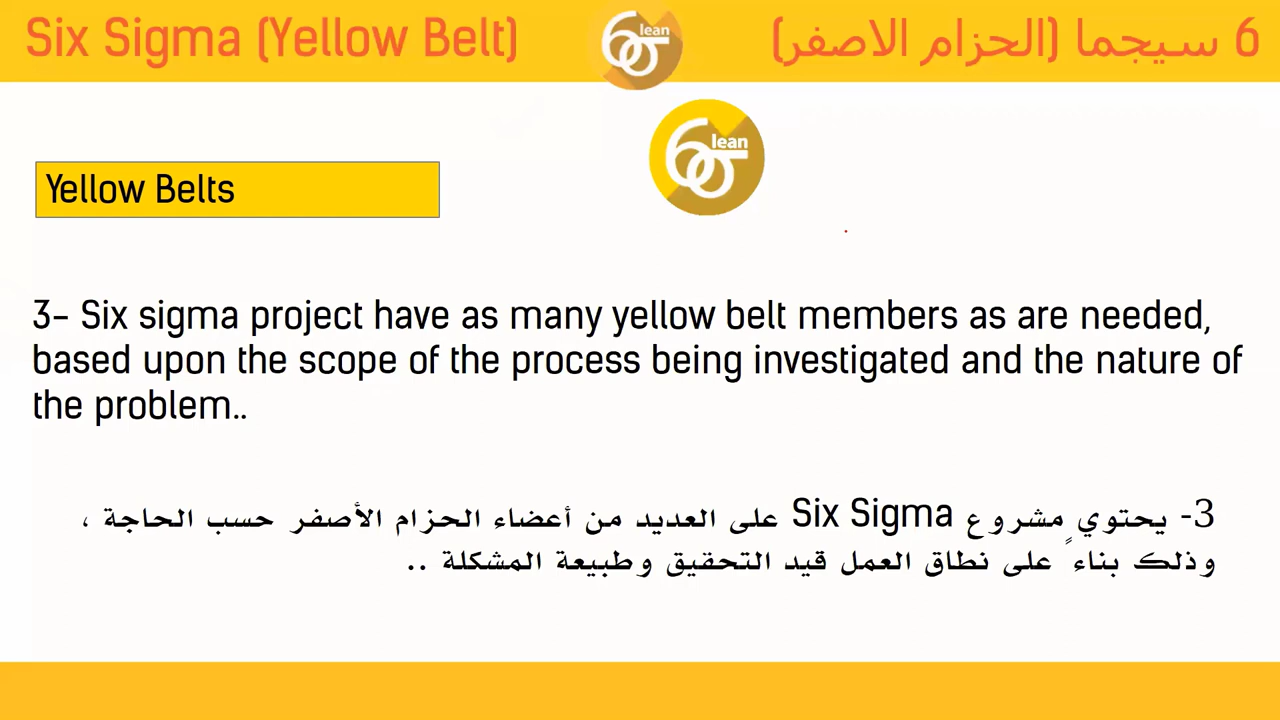 Six Sigma (Yellow Belt)
lean
6 سيجما (الحزام الاصفر)
lean
Yellow Belts
3- Six sigma project have as many yellow belt members as are needed,
based upon the scope of the process being investigated and the nature of
the problem..
3- يحتوي مشروع Six Sigma على العديد من أعضاء الحزام الأصفر حسب الحاجة ،
وذلك بناءً على نطاق العمل قيد التحقيق وطبيعة المشكلة ..